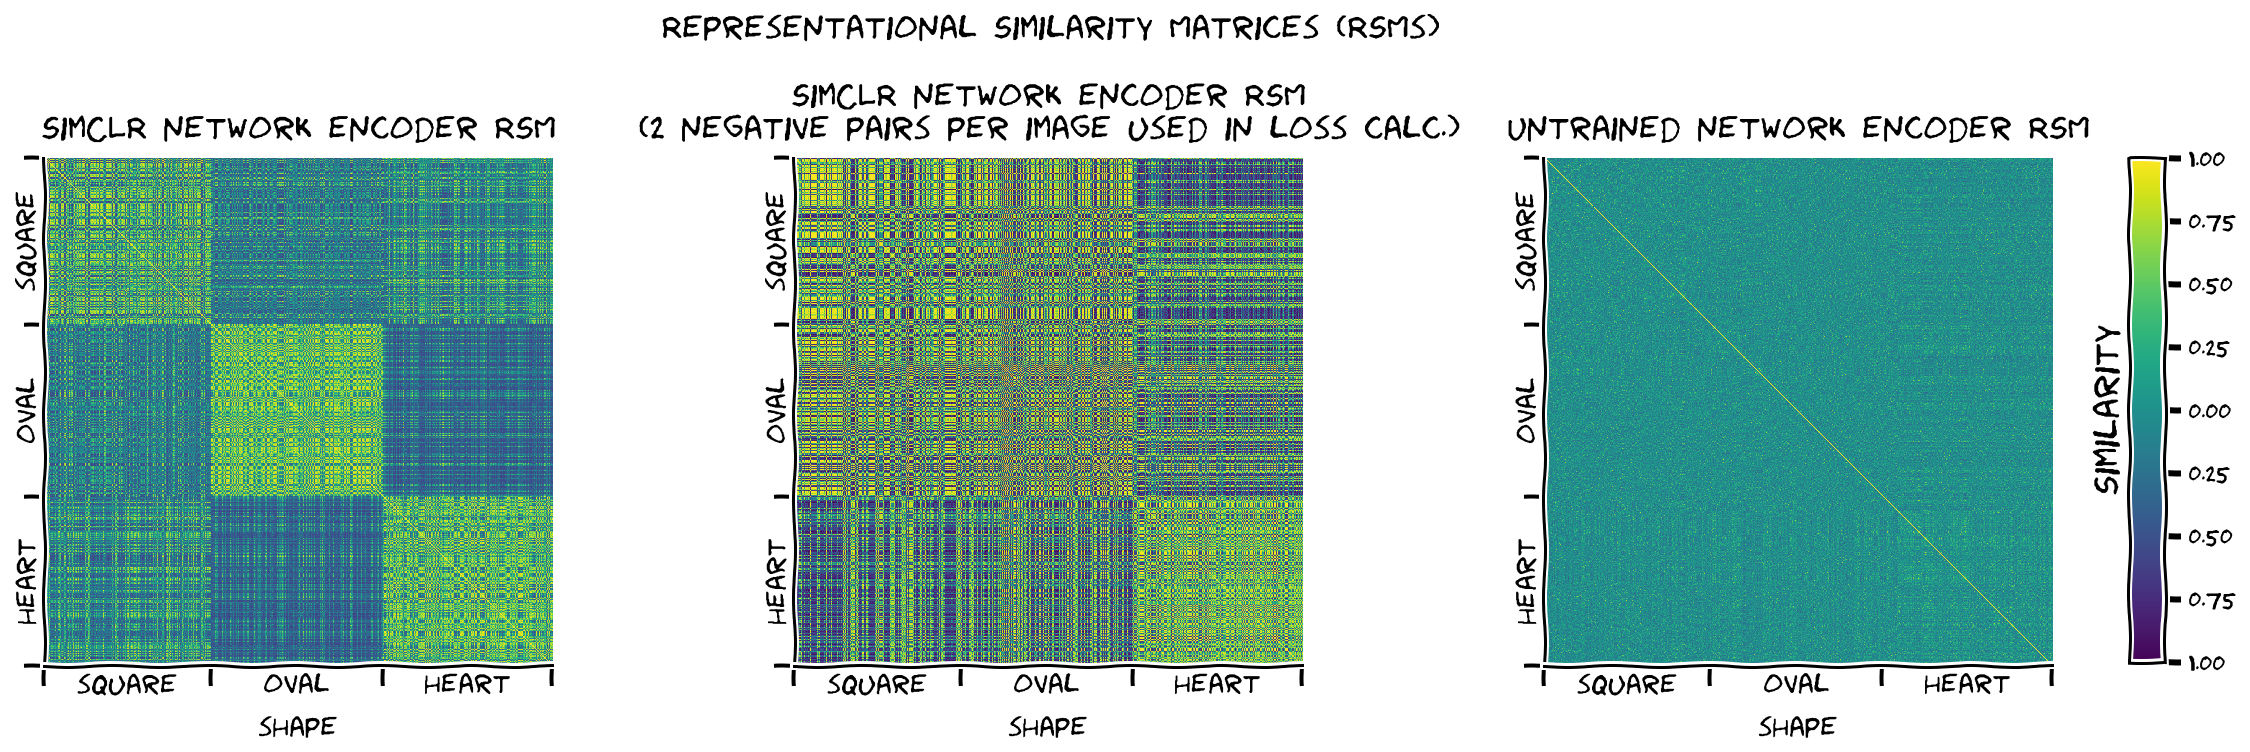 REPRESENTATIONAL SIMILARITY MATRICES (RSMS)
SIMCLR NETWORK ENCODER RSM
SQUARE
OVAL
HEART
SQUARE OVAL HEART
SHAPE
SIMCLR NETWORK ENCODER RSM
(2 NEGATIVE PAIRS PER IMAGE USED IN LOSS CALC.)
SQUARE
OVAL
HEART
SQUARE OVAL HEART
SHAPE
UNTRAINED NETWORK ENCODER RSM
SQUARE
OVAL
HEART
SQUARE OVAL HEART
SHAPE
SIMILARITY
1.00
0.75
0.50
0.25
0.00
0.25
0.50
0.75
1.00